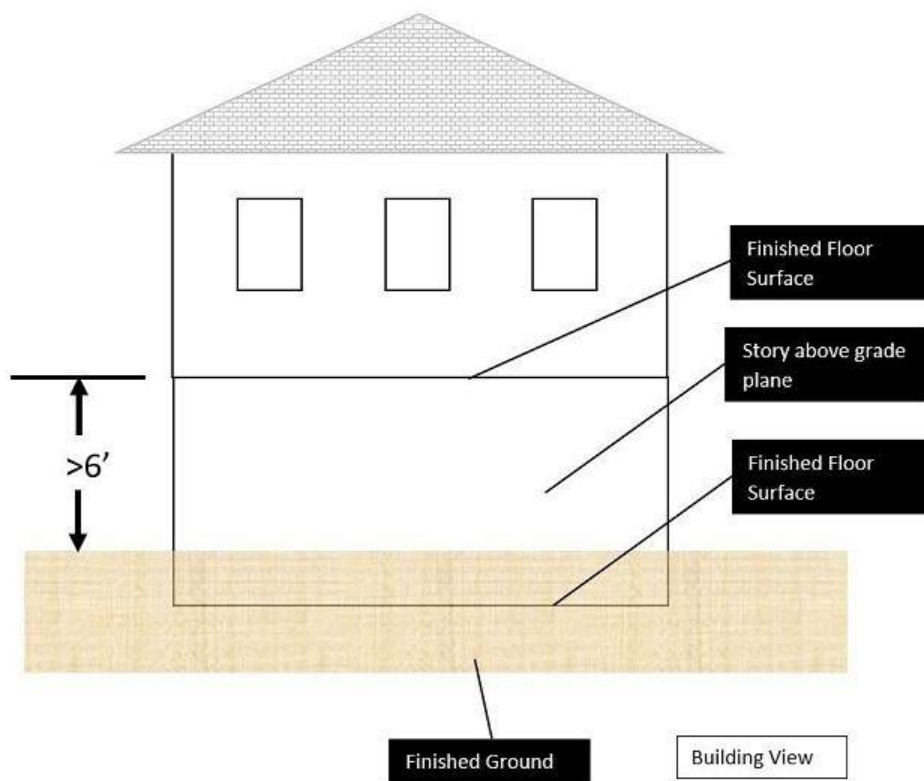 Finished Floor
Surface
Story above grade
plane
>6’
Finished Floor
Surface
Finished Ground
Building View